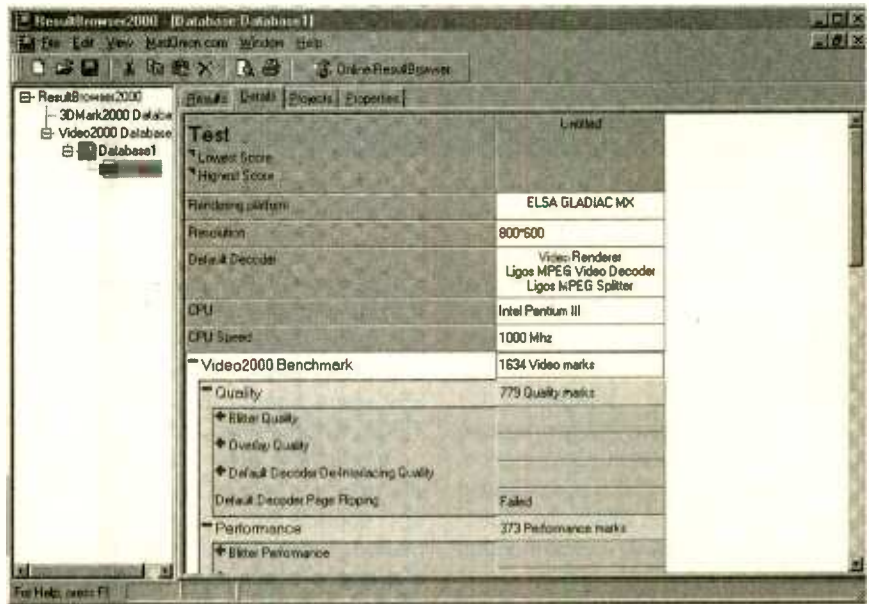 ResultBrowser2000 - [Database:Database1]
File Edit View MadOnion.com Window Help
Online ResultBrowser
ResultBrowser2000
3DMark2000 Databa
Video2000 Database
Database1
Results Details Projects Properties
Test
Untitled
Lowest Score
Highest Score
Rendering platform
ELSA GLADIAC MX
Resolution
800*600
Default Decoder
Video Renderer
Ligos MPEG Video Decoder
Ligos MPEG Splitter
CPU
Intel Pentium III
CPU Speed
1000 Mhz
Video2000 Benchmark
1634 Video marks
Quality
779 Quality marks
Blitter Quality
Overlay Quality
Default Decoder De-Interlacing Quality
Default Decoder Page Flipping
Failed
Performance
373 Performance marks
Blitter Performance
For Help, press F1